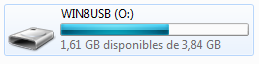 WIN8USB (O:)
1,61 GB disponibles de 3,84 GB